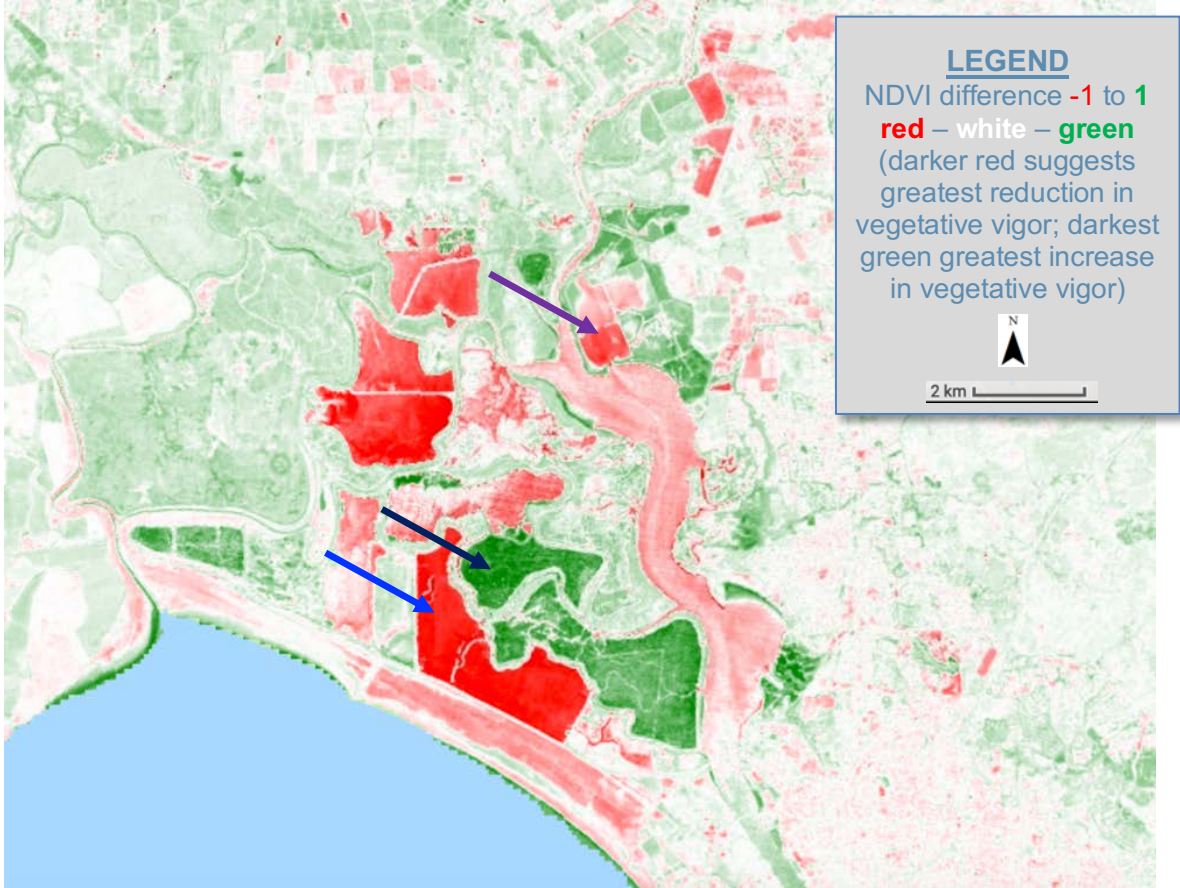 LEGEND
NDVI difference -1 to 1
red – white – green
(darker red suggests
greatest reduction in
vegetative vigor; darkest
green greatest increase
in vegetative vigor)
N
2 km